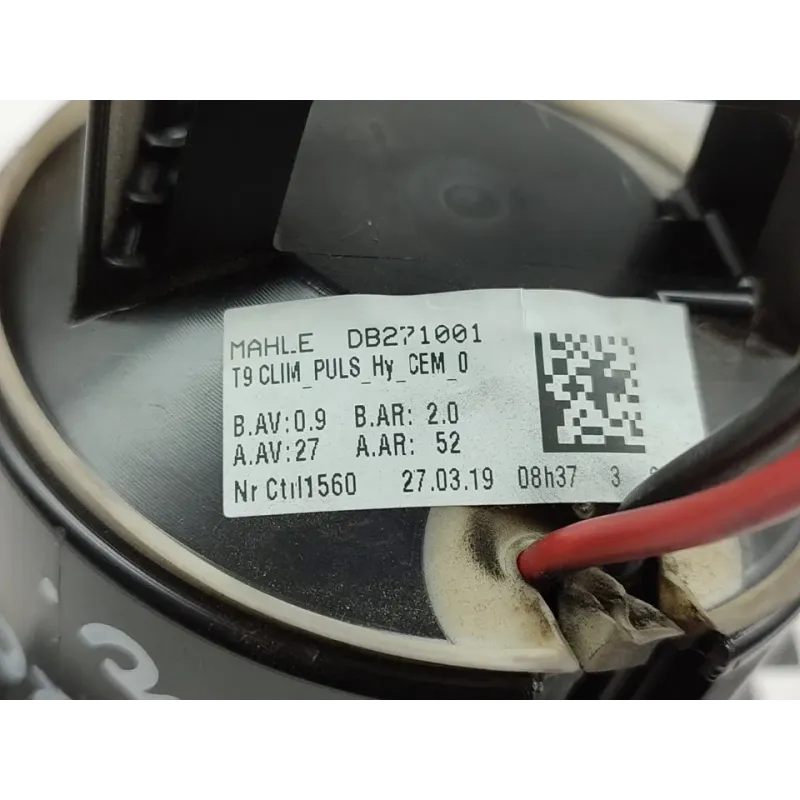 MAHLE DB271001
T9 CLIM_PULS_Hy_CEM_0
B.AV:0.9 B.AR: 2.0
A.AV:27 A.AR: 52
Nr Ctrl1560 27.03.19 08h37 3